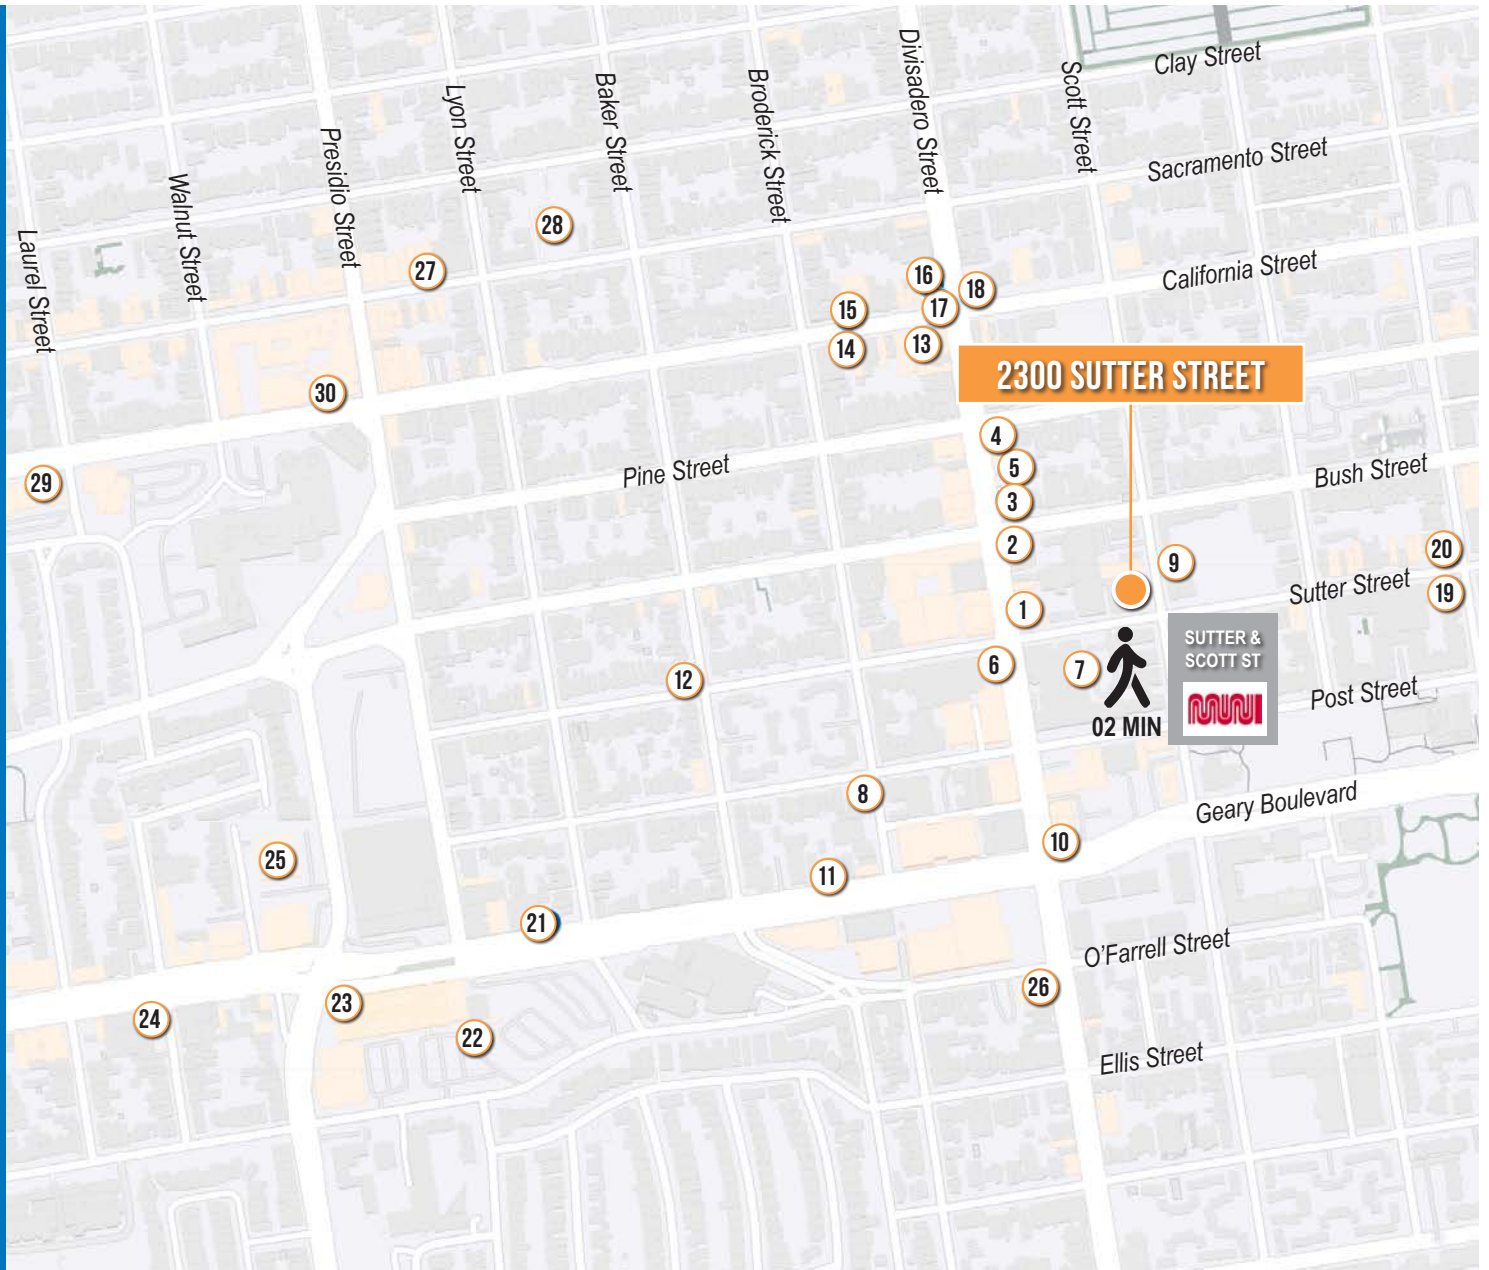 Clay Street
Divisadero Street
Scott Street
Broderick Street
Baker Street
Lyon Street
Presidio Street
Walnut Street
Laurel Street
Sacramento Street
California Street
28
27
16
18
15
17
14
13
30
29
2300 SUTTER STREET
4
5
3
2
Pine Street
Bush Street
9
20
1
Sutter Street
19
6
7
12
SUTTER &
SCOTT ST
MUNI
02 MIN
Post Street
8
Geary Boulevard
10
25
11
21
O'Farrell Street
26
23
24
22
Ellis Street